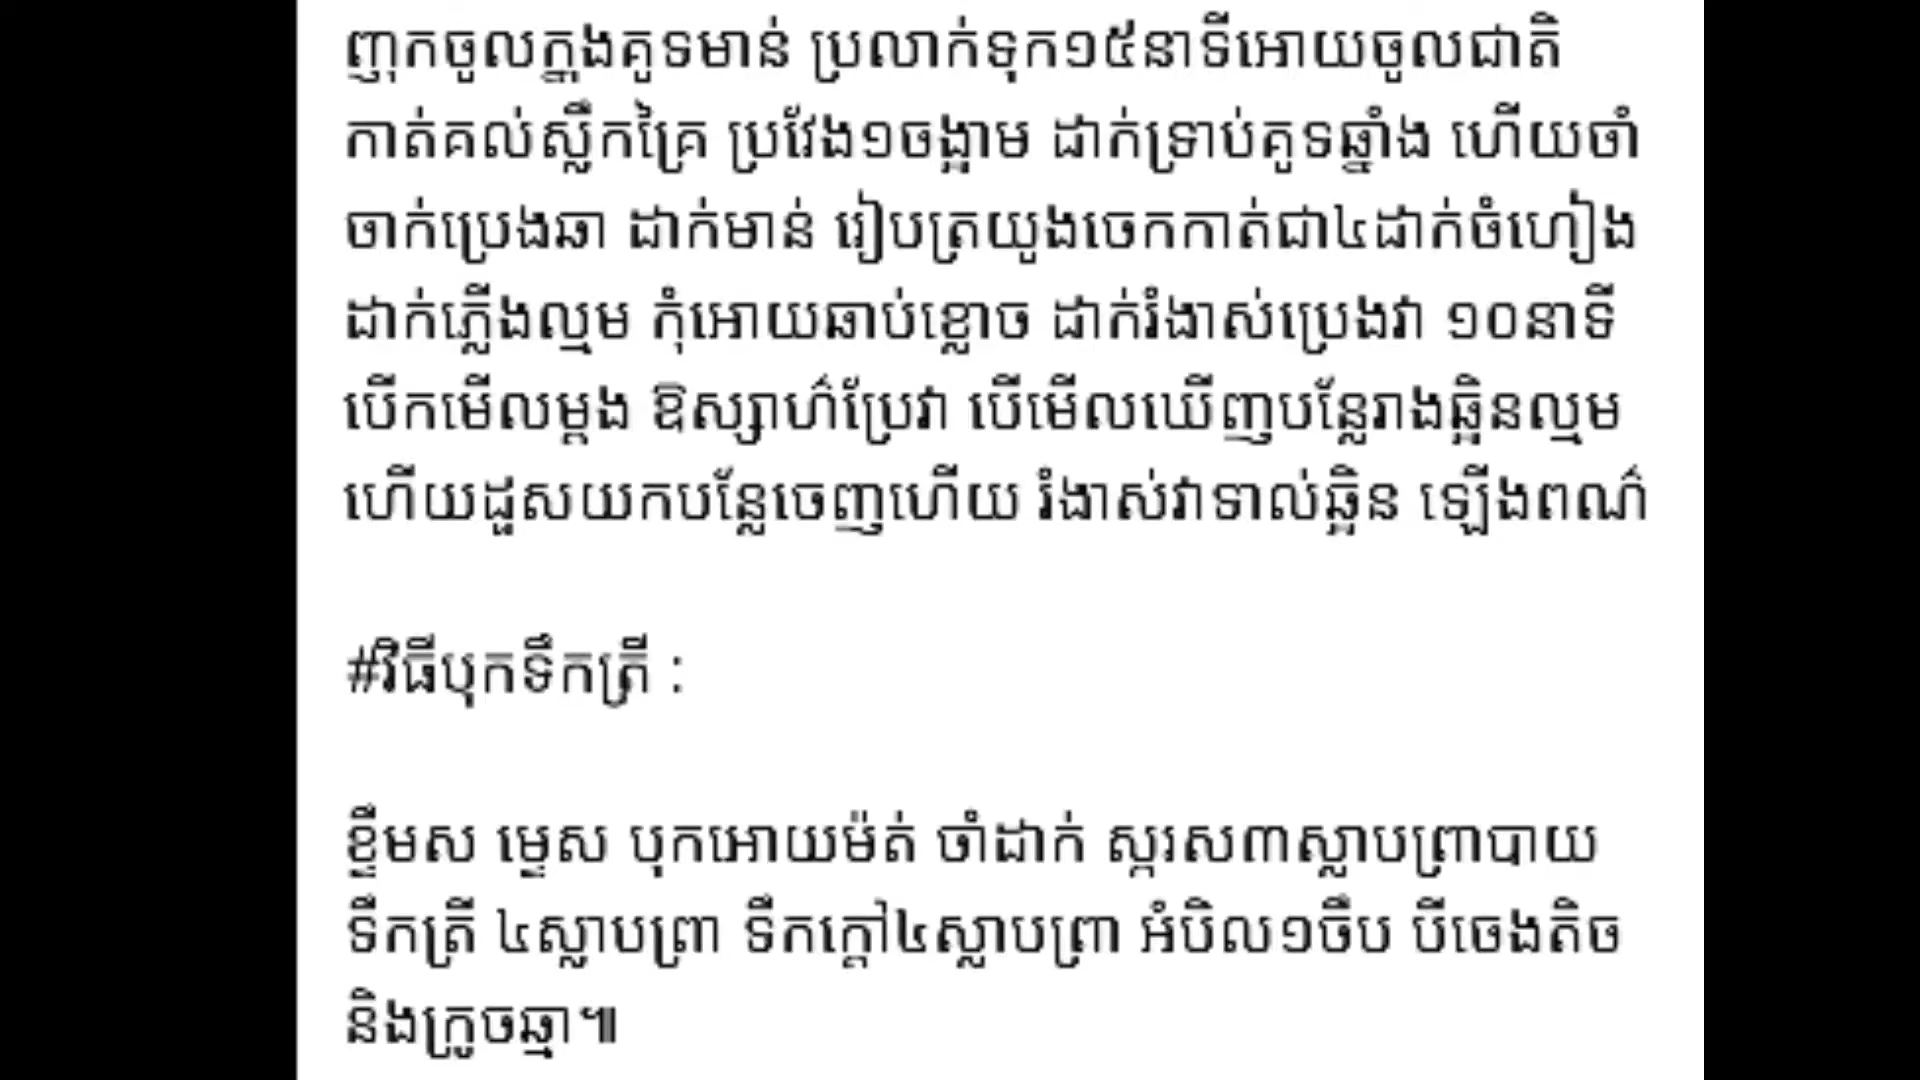 ញុកចូលក្នុងគូទមាន់ ប្រលាក់ទុក១៥នាទីអោយចូលជាតិ
កាត់គល់ស្លឹកគ្រៃ ប្រវែង១ចង្អាម ដាក់ទ្រាប់គូទឆ្នាំង ហើយចាំ
ចាក់ប្រេងឆា ដាក់មាន់ រៀបត្រយូងចេកកាត់ជា៤ដាក់ចំហៀង
ដាក់ភ្លើងល្មម កុំអោយឆាប់ខ្លោច ដាក់រំងាស់ប្រេងវា ១០នាទី
បើកមើលម្ដង ឱស្សាហ៍ប្រែវា បើមើលឃើញបន្លែរាងឆ្អិនល្មម
ហើយដួសយកបន្លែចេញហើយ រំងាស់វាទាល់ឆ្អិន ឡើងពណ៌
#វិធីបុកទឹកត្រី :
ខ្ទឹមស ម្ទេស បុកអោយម៉ត់ ចាំដាក់ ស្ករស៣ស្លាបព្រាបាយ
ទឹកត្រី ៤ស្លាបព្រា ទឹកក្ដៅ៤ស្លាបព្រា អំបិល១ចឹប ប៊ីចេងតិច
និងក្រូចឆ្មា៕